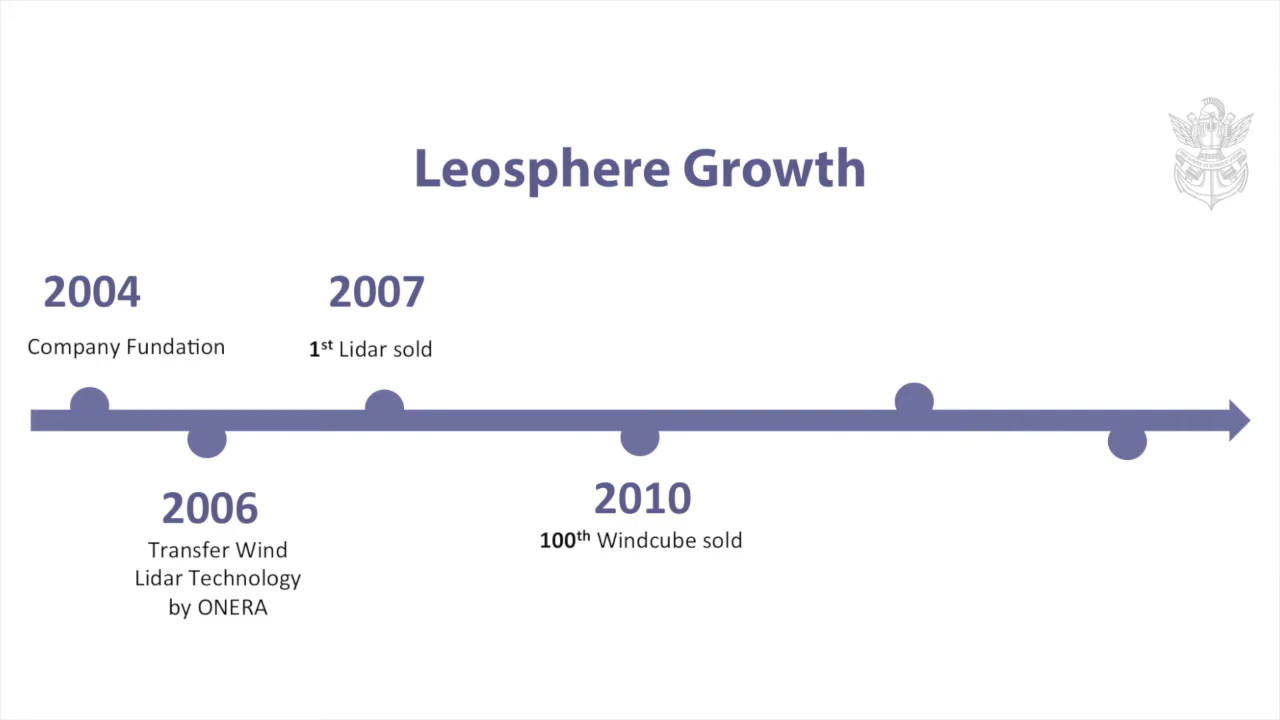 Leosphere Growth
2004
Company Fundation
2007
1st Lidar sold
2006
Transfer Wind
Lidar Technology
by ONERA
2010
100th Windcube sold